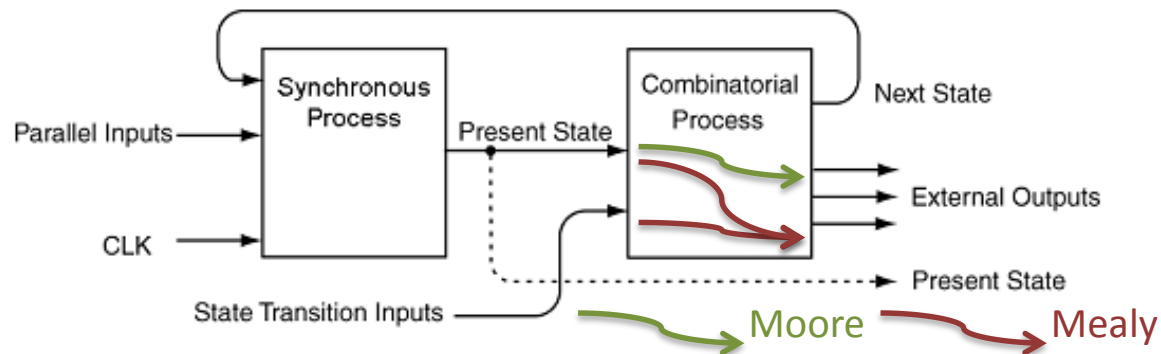 Synchronous
Process
Combinatorial
Process
Next State
Parallel Inputs
Present State
External Outputs
CLK
Present State
State Transition Inputs
Moore
Mealy